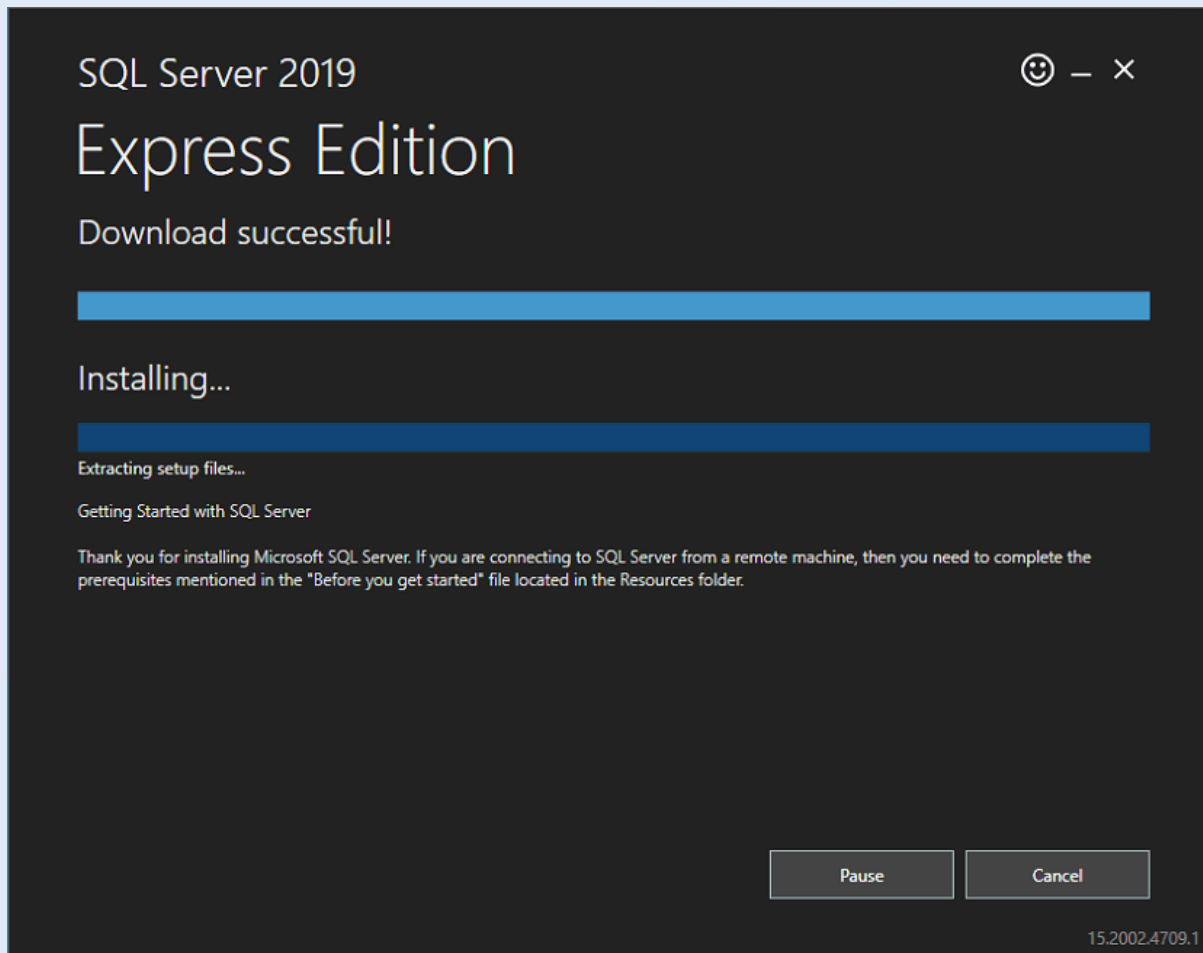 SQL Server 2019
Express Edition
Download successful!
Installing...
Extracting setup files...
Getting Started with SQL Server
Thank you for installing Microsoft SQL Server. If you are connecting to SQL Server from a remote machine, then you need to complete the
prerequisites mentioned in the "Before you get started" file located in the Resources folder.
Pause Cancel
15.2002.4709.1